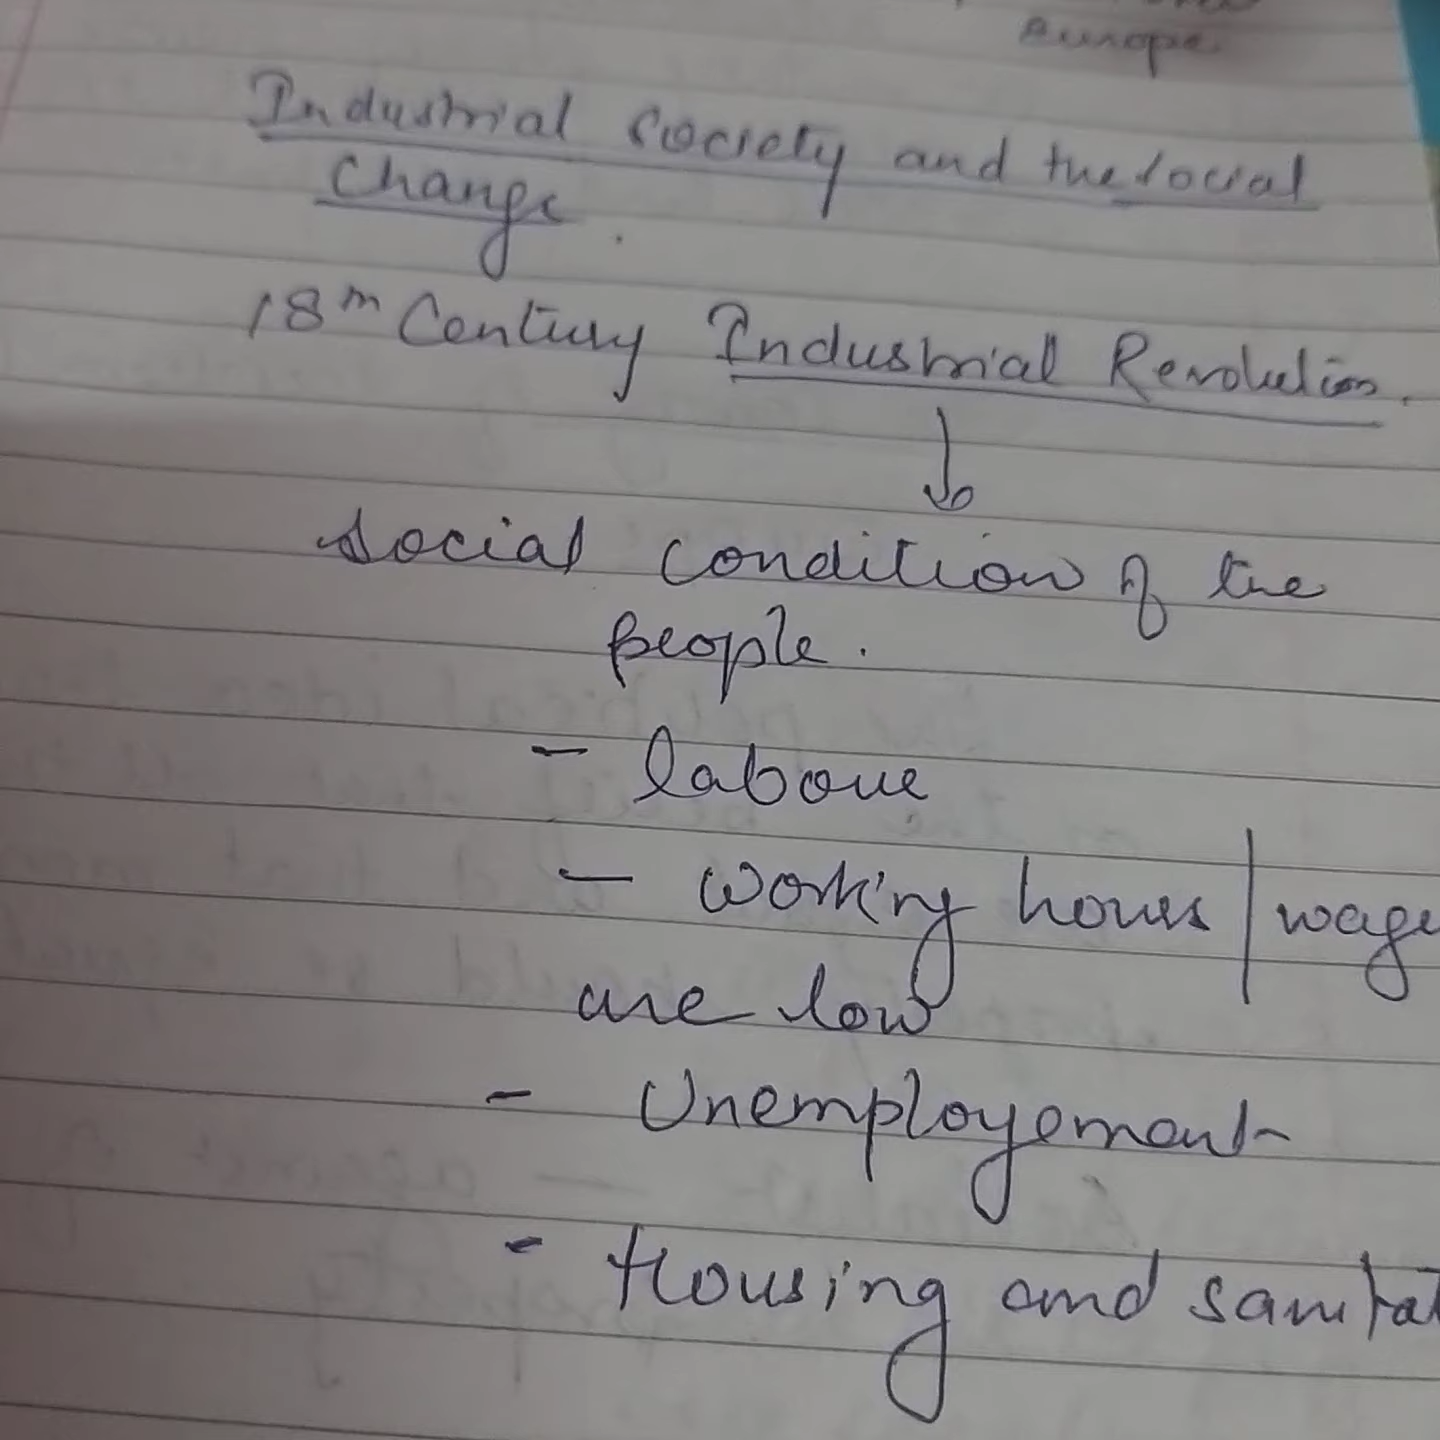 Europe
Industrial Society and the social
Change.
18th Century Industrial Revolution.
social condition of the
people.
- labour
- working hours | wage
are low
- Unemployement
- Housing and sanitat